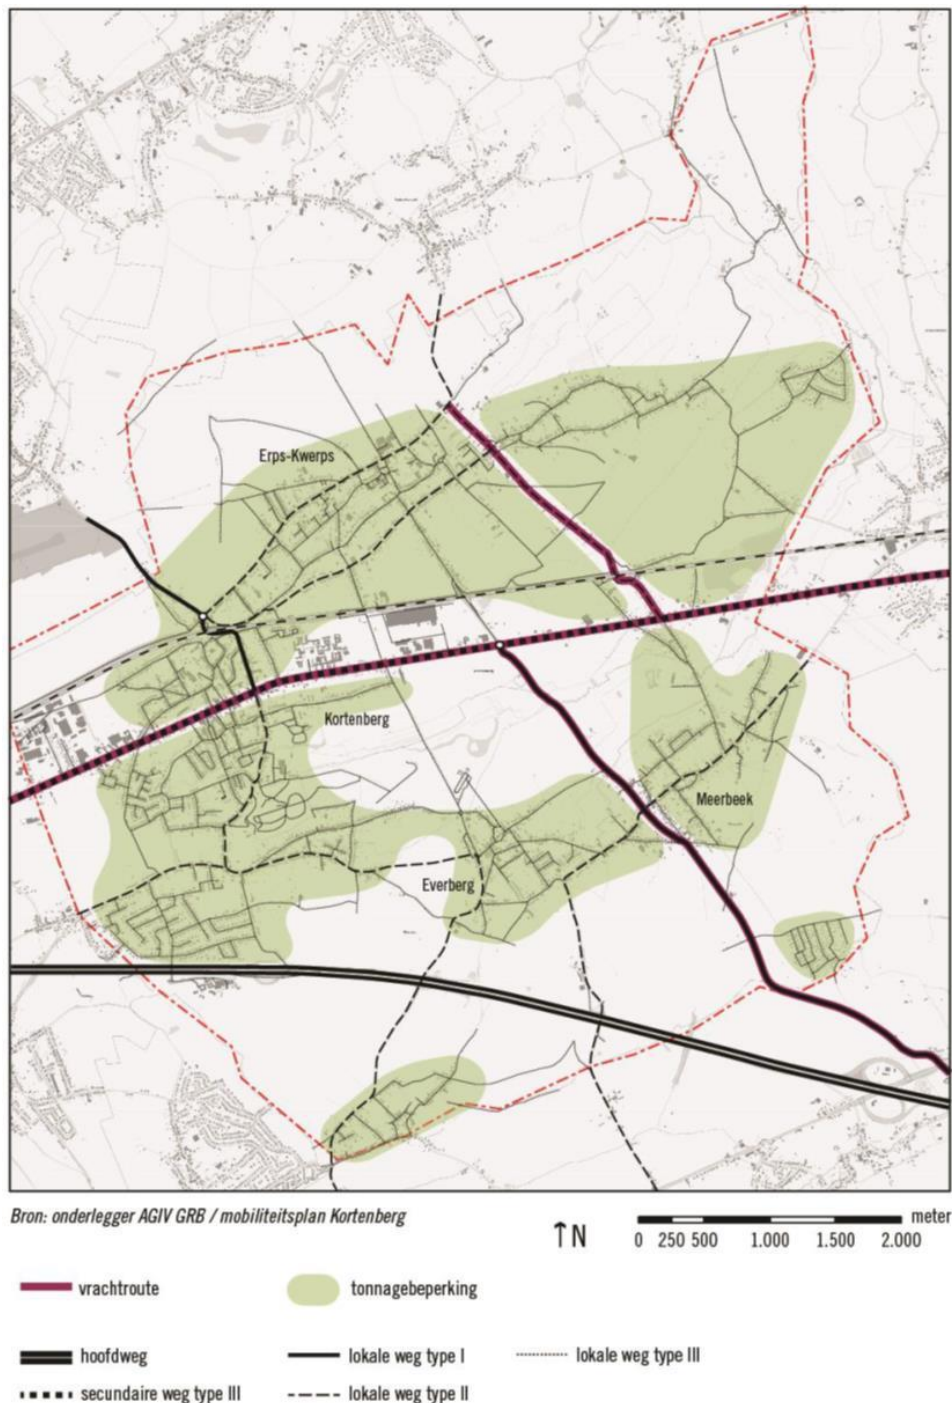 Erps-Kwerps
Kortenberg
Meerbeek
Everberg
Bron: onderlegger AGIV GRB / mobiliteitsplan Kortenberg
↑N
meter
0 250 500 1.000 1.500 2.000
vrachtroute
tonnagebeperking
hoofdweg
lokale weg type I
lokale weg type III
secundaire weg type III
lokale weg type II